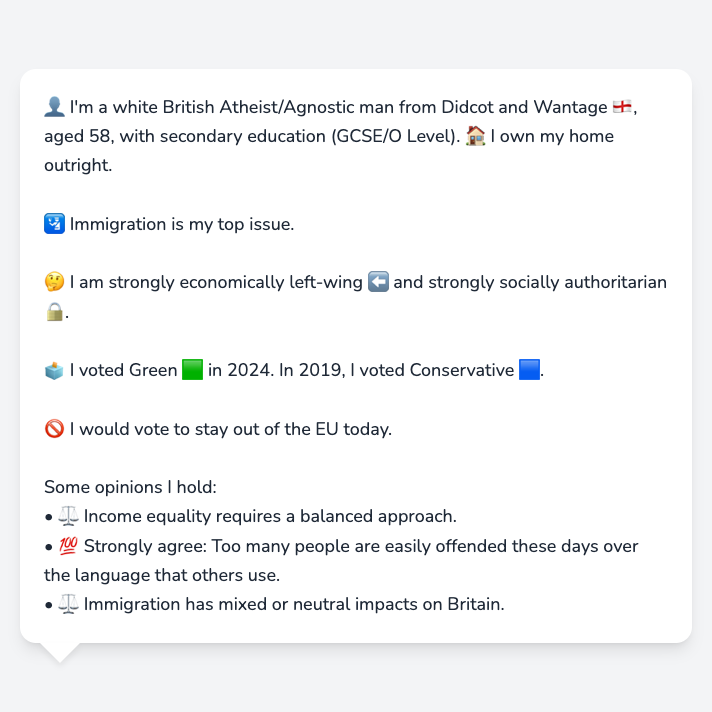 👤 I'm a white British Atheist/Agnostic man from Didcot and Wantage 🏴󠁧󠁢󠁥󠁮󠁧󠁿,
aged 58, with secondary education (GCSE/O Level). 🏠 I own my home
outright.
🛂 Immigration is my top issue.
🤔 I am strongly economically left-wing ⬅️ and strongly socially authoritarian
🔒.
🗳️ I voted Green 🟩 in 2024. In 2019, I voted Conservative 🟦.
🚫 I would vote to stay out of the EU today.
Some opinions I hold:
• ⚖️ Income equality requires a balanced approach.
• 💯 Strongly agree: Too many people are easily offended these days over
the language that others use.
• ⚖️ Immigration has mixed or neutral impacts on Britain.